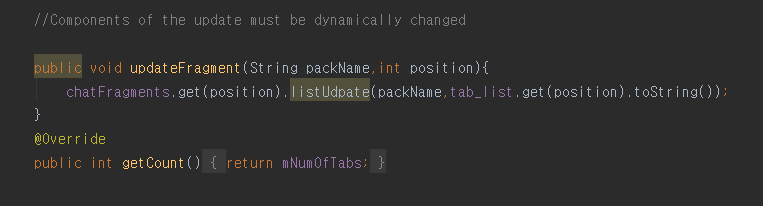 //Components of the update must be dynamically changed
public void updateFragment(String packName,int position){
chatFragments.get(position).listUdpate(packName,tab_list.get(position).toString());
}
@Override
public int getCount() { return mNumOfTabs; }